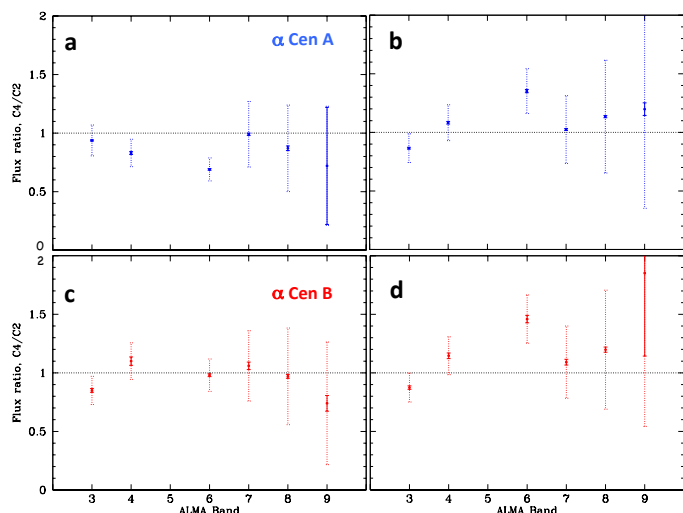 a
α Cen A
b
Flux ratio, C4/C2
2
1.5
1
0.5
0
c
α Cen B
d
Flux ratio, C4/C2
2
1.5
1
0.5
0
3 4 5 6 7 8 9
3 4 5 6 7 8 9
ALMA Band
ALMA Band